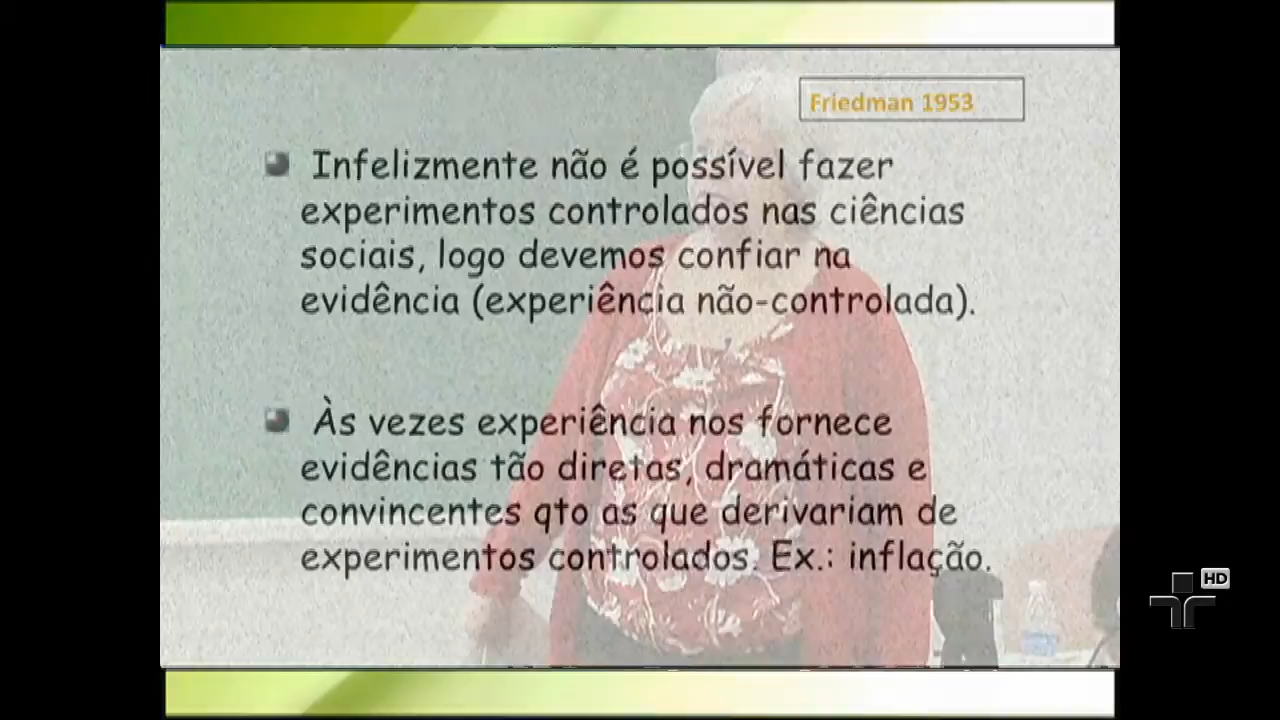 Friedman 1953
Infelizmente não é possível fazer
experimentos controlados nas ciências
sociais, logo devemos confiar na
evidência (experiência não-controlada).
Às vezes experiência nos fornece
evidências tão diretas, dramáticas e
convincentes qto as que derivariam de
experimentos controlados. Ex.: inflação.
HD